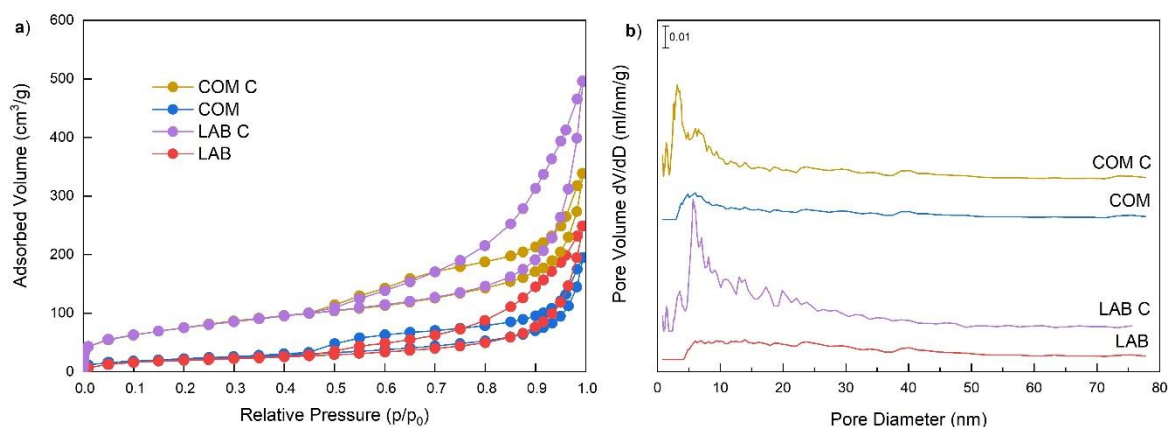 a)
600
500
400
300
200
100
0
Adsorbed Volume (cm³/g)
COM C
COM
LAB C
LAB
0.0 0.1 0.2 0.3 0.4 0.5 0.6 0.7 0.8 0.9 1.0
Relative Pressure (p/p₀)
b)
0.01
Pore Volume dV/dD (ml/nm/g)
COM C
COM
LAB C
LAB
0 10 20 30 40 50 60 70 80
Pore Diameter (nm)